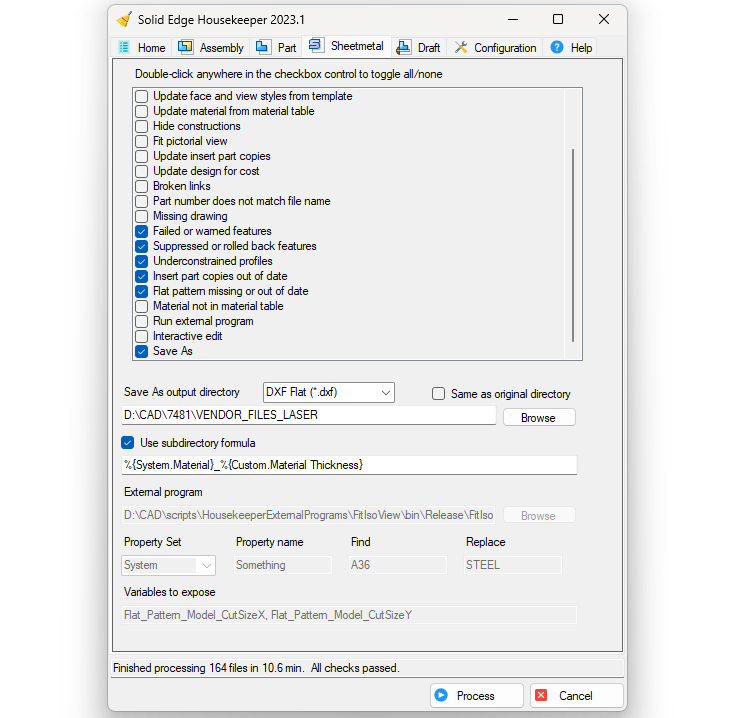 Solid Edge Housekeeper 2023.1
Home Assembly Part Sheetmetal Draft Configuration Help
Double-click anywhere in the checkbox control to toggle all/none
Update face and view styles from template
Update material from material table
Hide constructions
Fit pictorial view
Update insert part copies
Update design for cost
Broken links
Part number does not match file name
Missing drawing
Failed or warned features
Suppressed or rolled back features
Underconstrained profiles
Insert part copies out of date
Flat pattern missing or out of date
Material not in material table
Run external program
Interactive edit
Save As
Save As output directory DXF Flat (*.dxf) Same as original directory
D:\CAD\7481\VENDOR_FILES_LASER Browse
Use subdirectory formula
%{System.Material}_%{Custom.Material Thickness}
External program
D:\CAD\scripts\HousekeeperExternalPrograms\FitIsoView\bin\Release\FitIso Browse
Property Set Property name Find Replace
System Something A36 STEEL
Variables to expose
Flat_Pattern_Model_CutSizeX, Flat_Pattern_Model_CutSizeY
Finished processing 164 files in 10.6 min. All checks passed.
Process Cancel